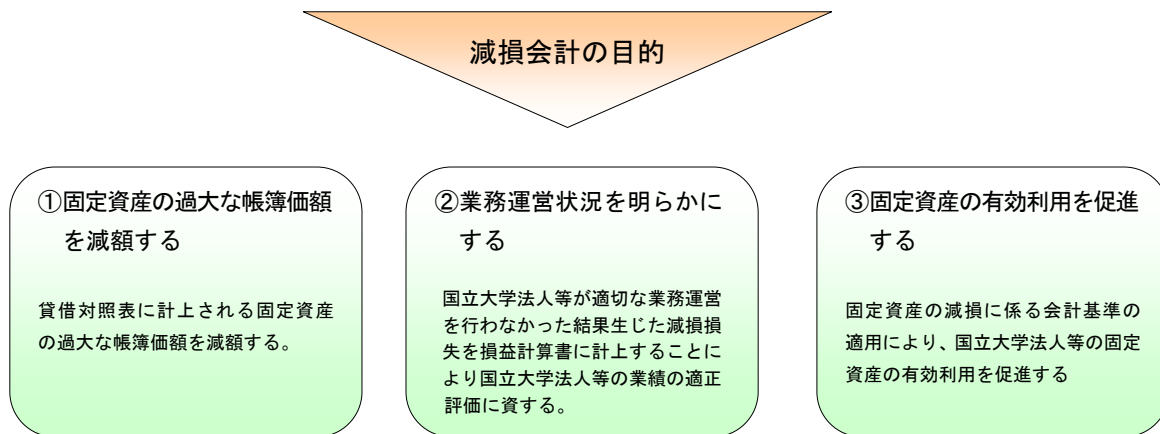 減損会計の目的
①固定資産の過大な帳簿価額
を減額する
貸借対照表に計上される固定資産
の過大な帳簿価額を減額する。
②業務運営状況を明らかに
する
国立大学法人等が適切な業務運営
を行わなかった結果生じた減損損
失を損益計算書に計上することに
より国立大学法人等の業績の適正
評価に資する。
③固定資産の有効利用を促進
する
固定資産の減損に係る会計基準の
適用により、国立大学法人等の固定
資産の有効利用を促進する